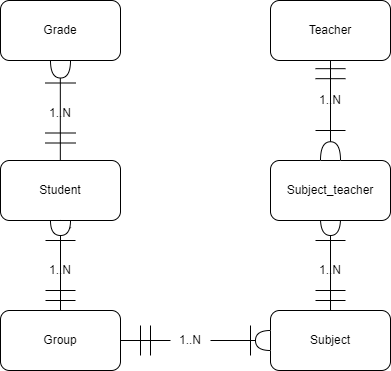 Grade
Teacher
1..N
1..N
Student
Subject_teacher
1..N
1..N
Group
1..N
Subject